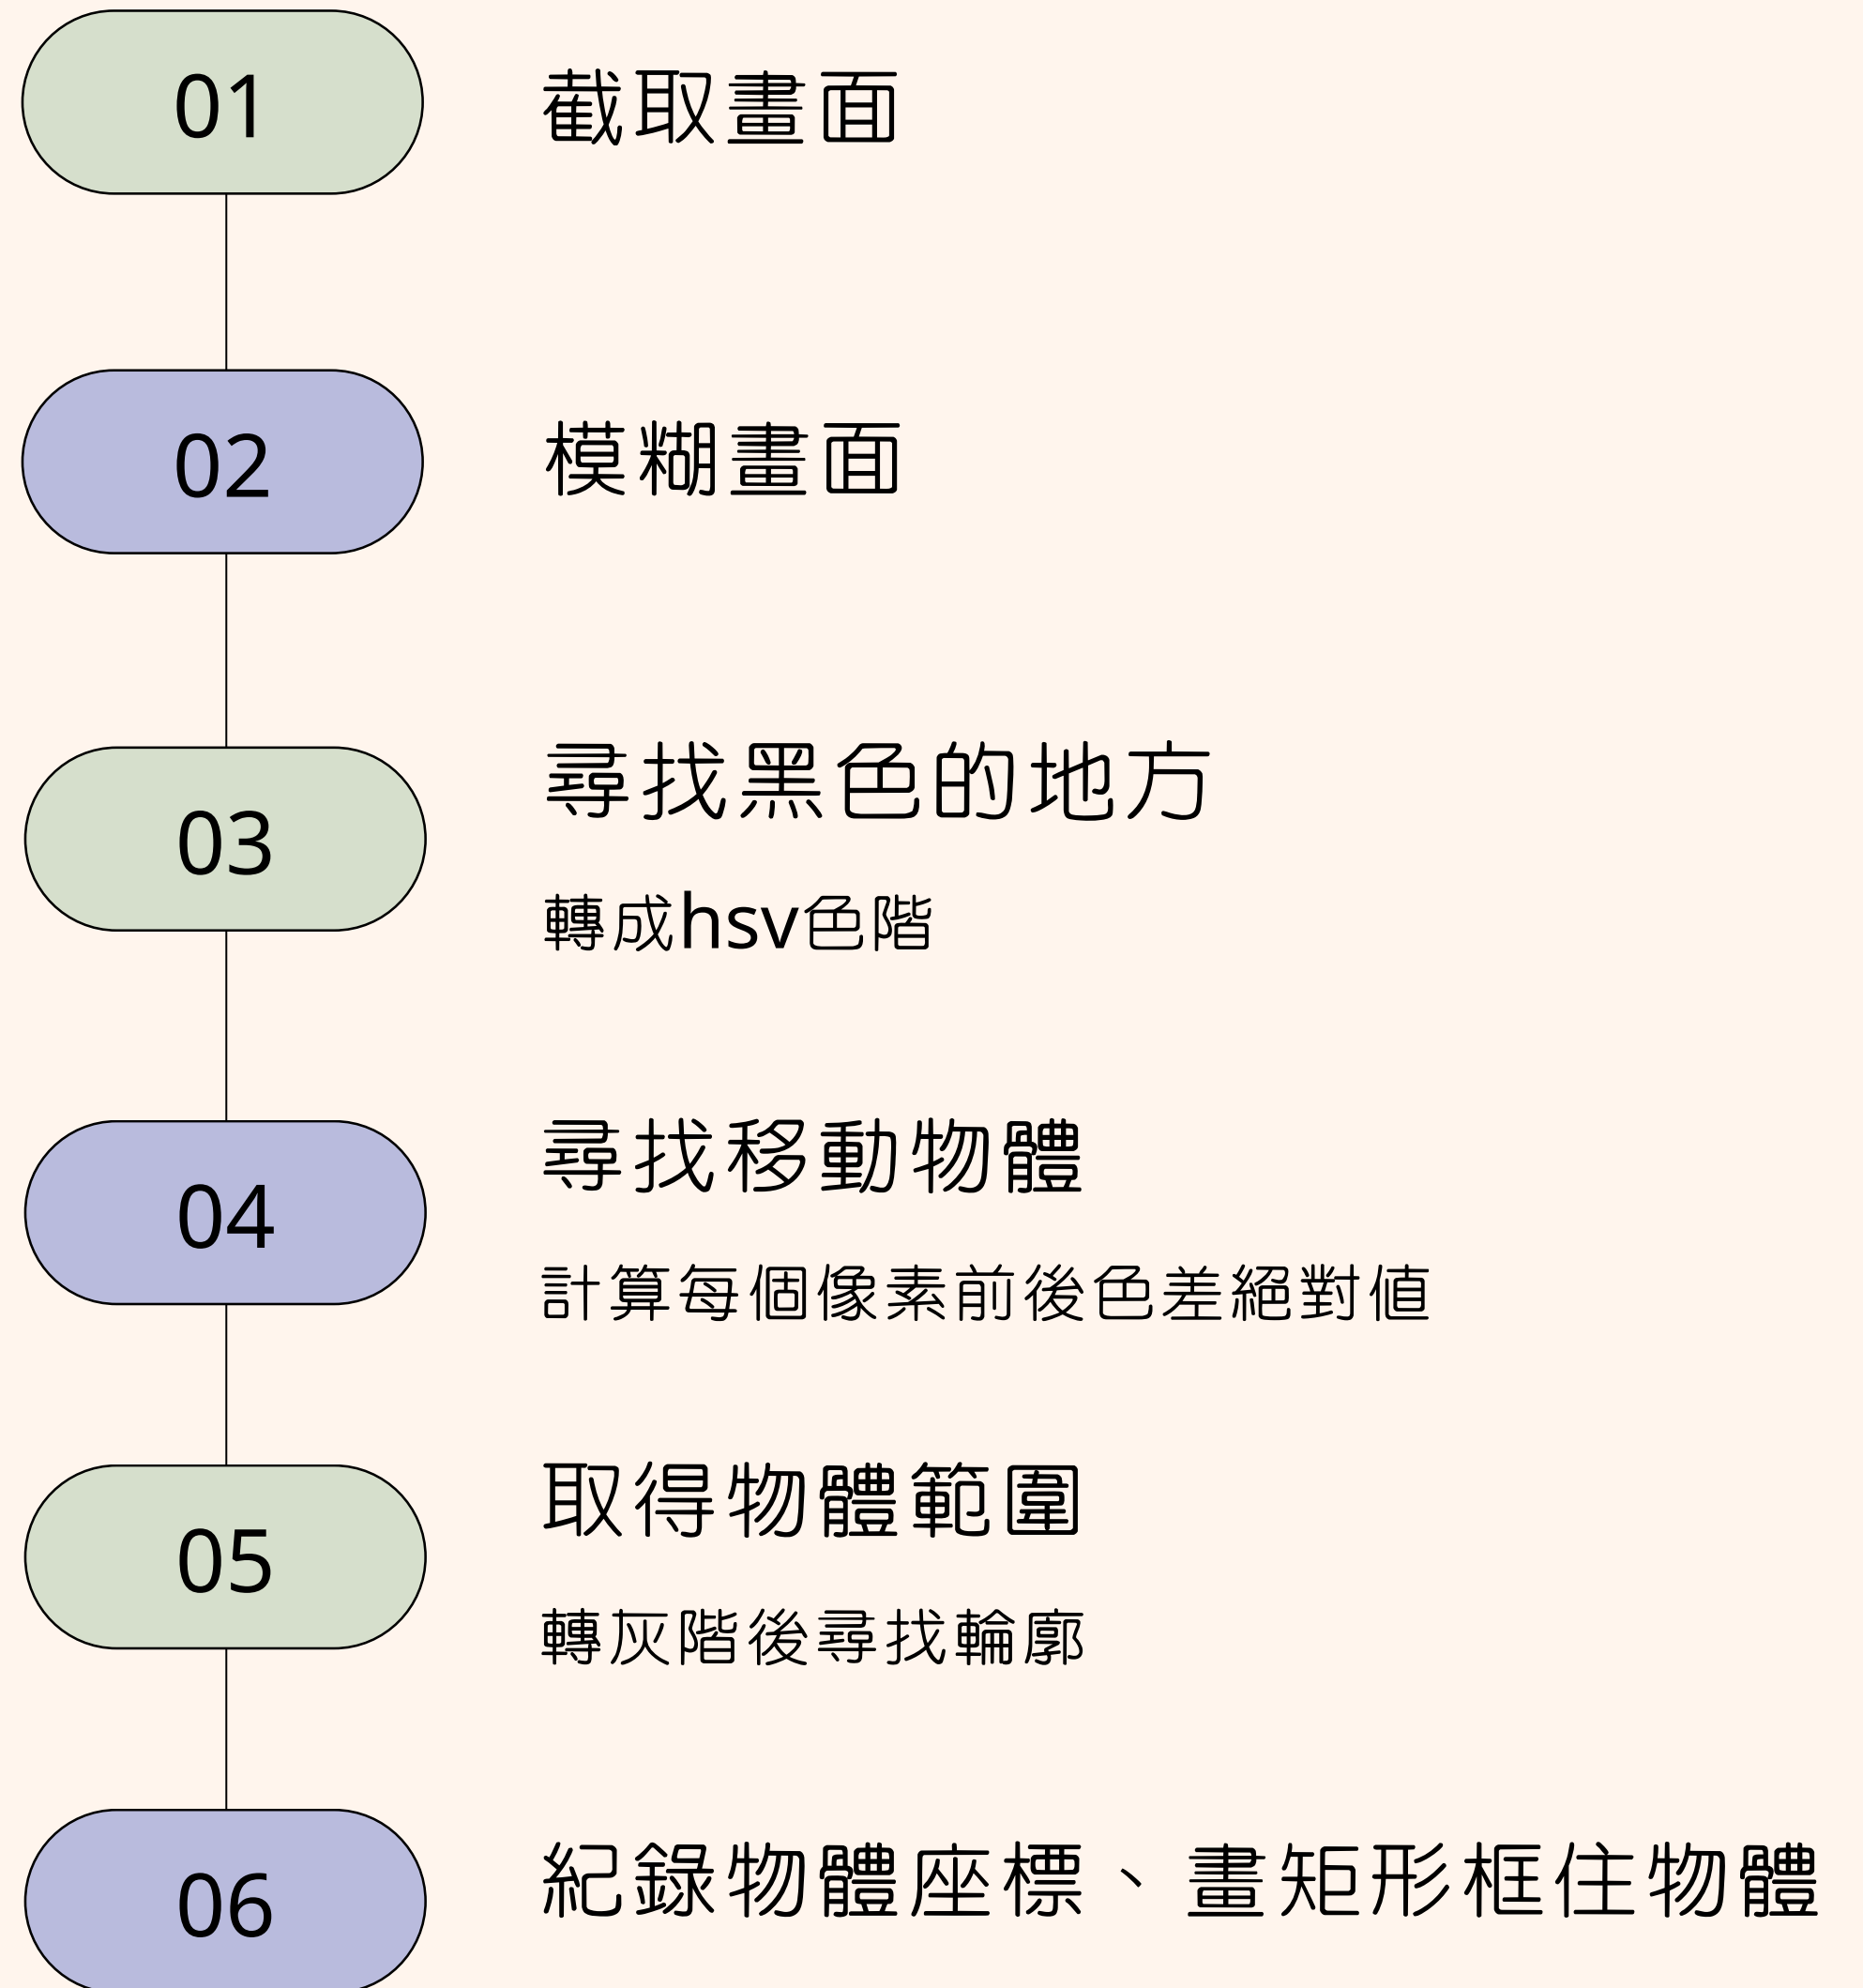 01
截取畫面
02
模糊畫面
03
尋找黑色的地方
轉成hsv色階
04
尋找移動物體
計算每個像素前後色差絕對值
05
取得物體範圍
轉灰階後尋找輪廓
06
紀錄物體座標、畫矩形框住物體